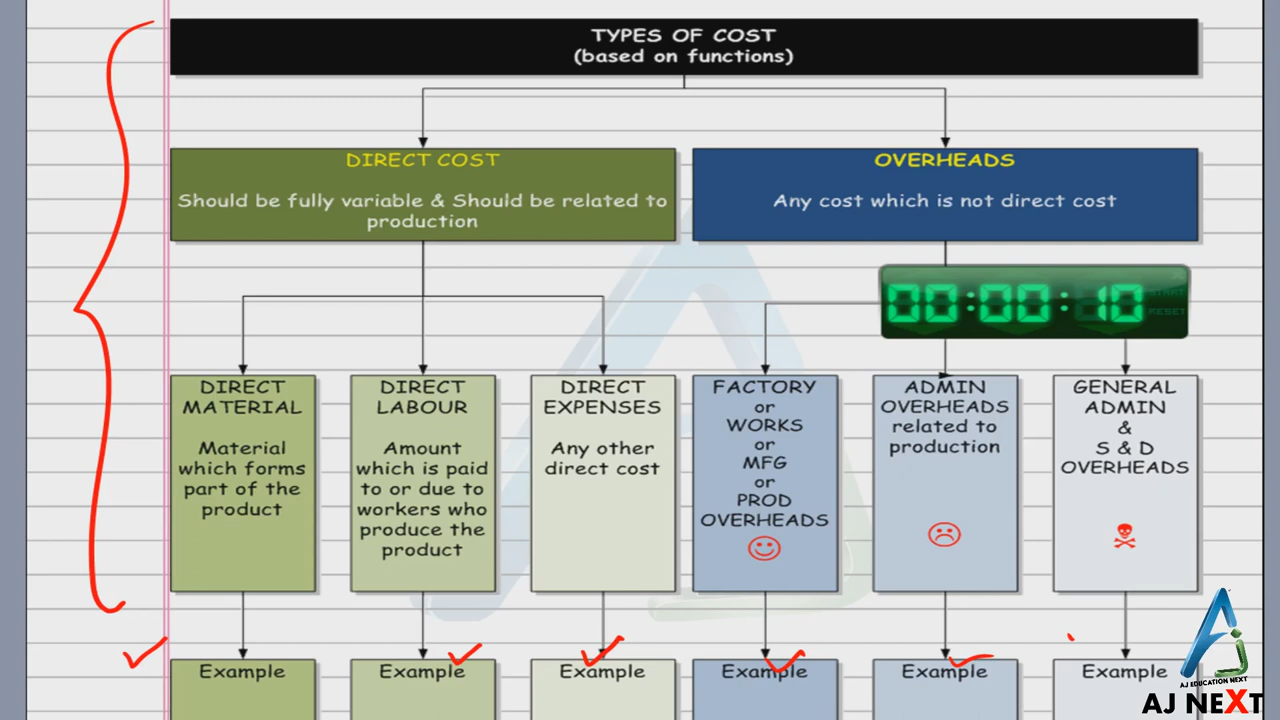 TYPES OF COST
(based on functions)
DIRECT COST
Should be fully variable & Should be related to
production
OVERHEADS
Any cost which is not direct cost
00:00:10
RESET
DIRECT
MATERIAL
Material
which forms
part of the
product
DIRECT
LABOUR
Amount
which is paid
to or due to
workers who
produce the
product
DIRECT
EXPENSES
Any other
direct cost
FACTORY
or
WORKS
or
MFG
or
PROD
OVERHEADS
ADMIN
OVERHEADS
related to
production
GENERAL
ADMIN
&
S & D
OVERHEADS
Example
Example
Example
Example
Example
Example
AJ EDUCATION NEXT
AJ NEXT